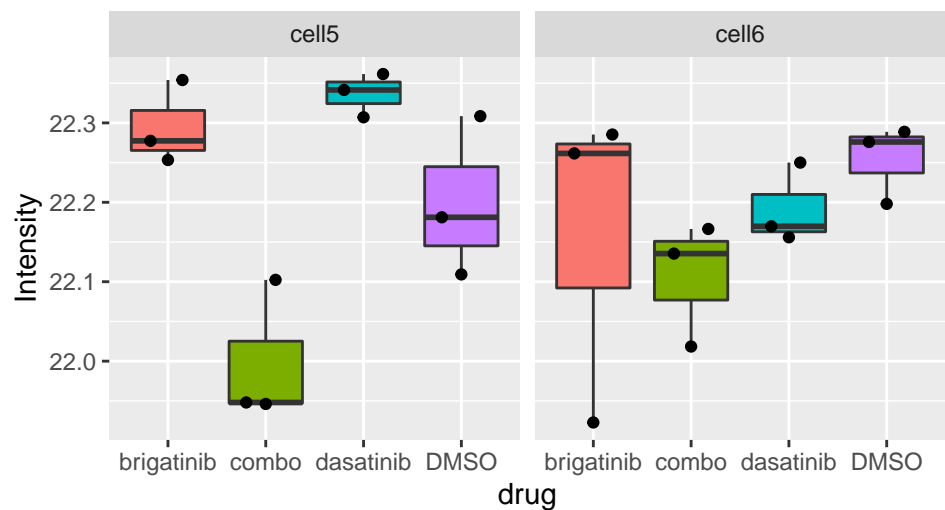 cell5
cell6
Intensity
22.3
22.2
22.1
22.0
brigatinib combo dasatinib DMSO
brigatinib combo dasatinib DMSO
drug